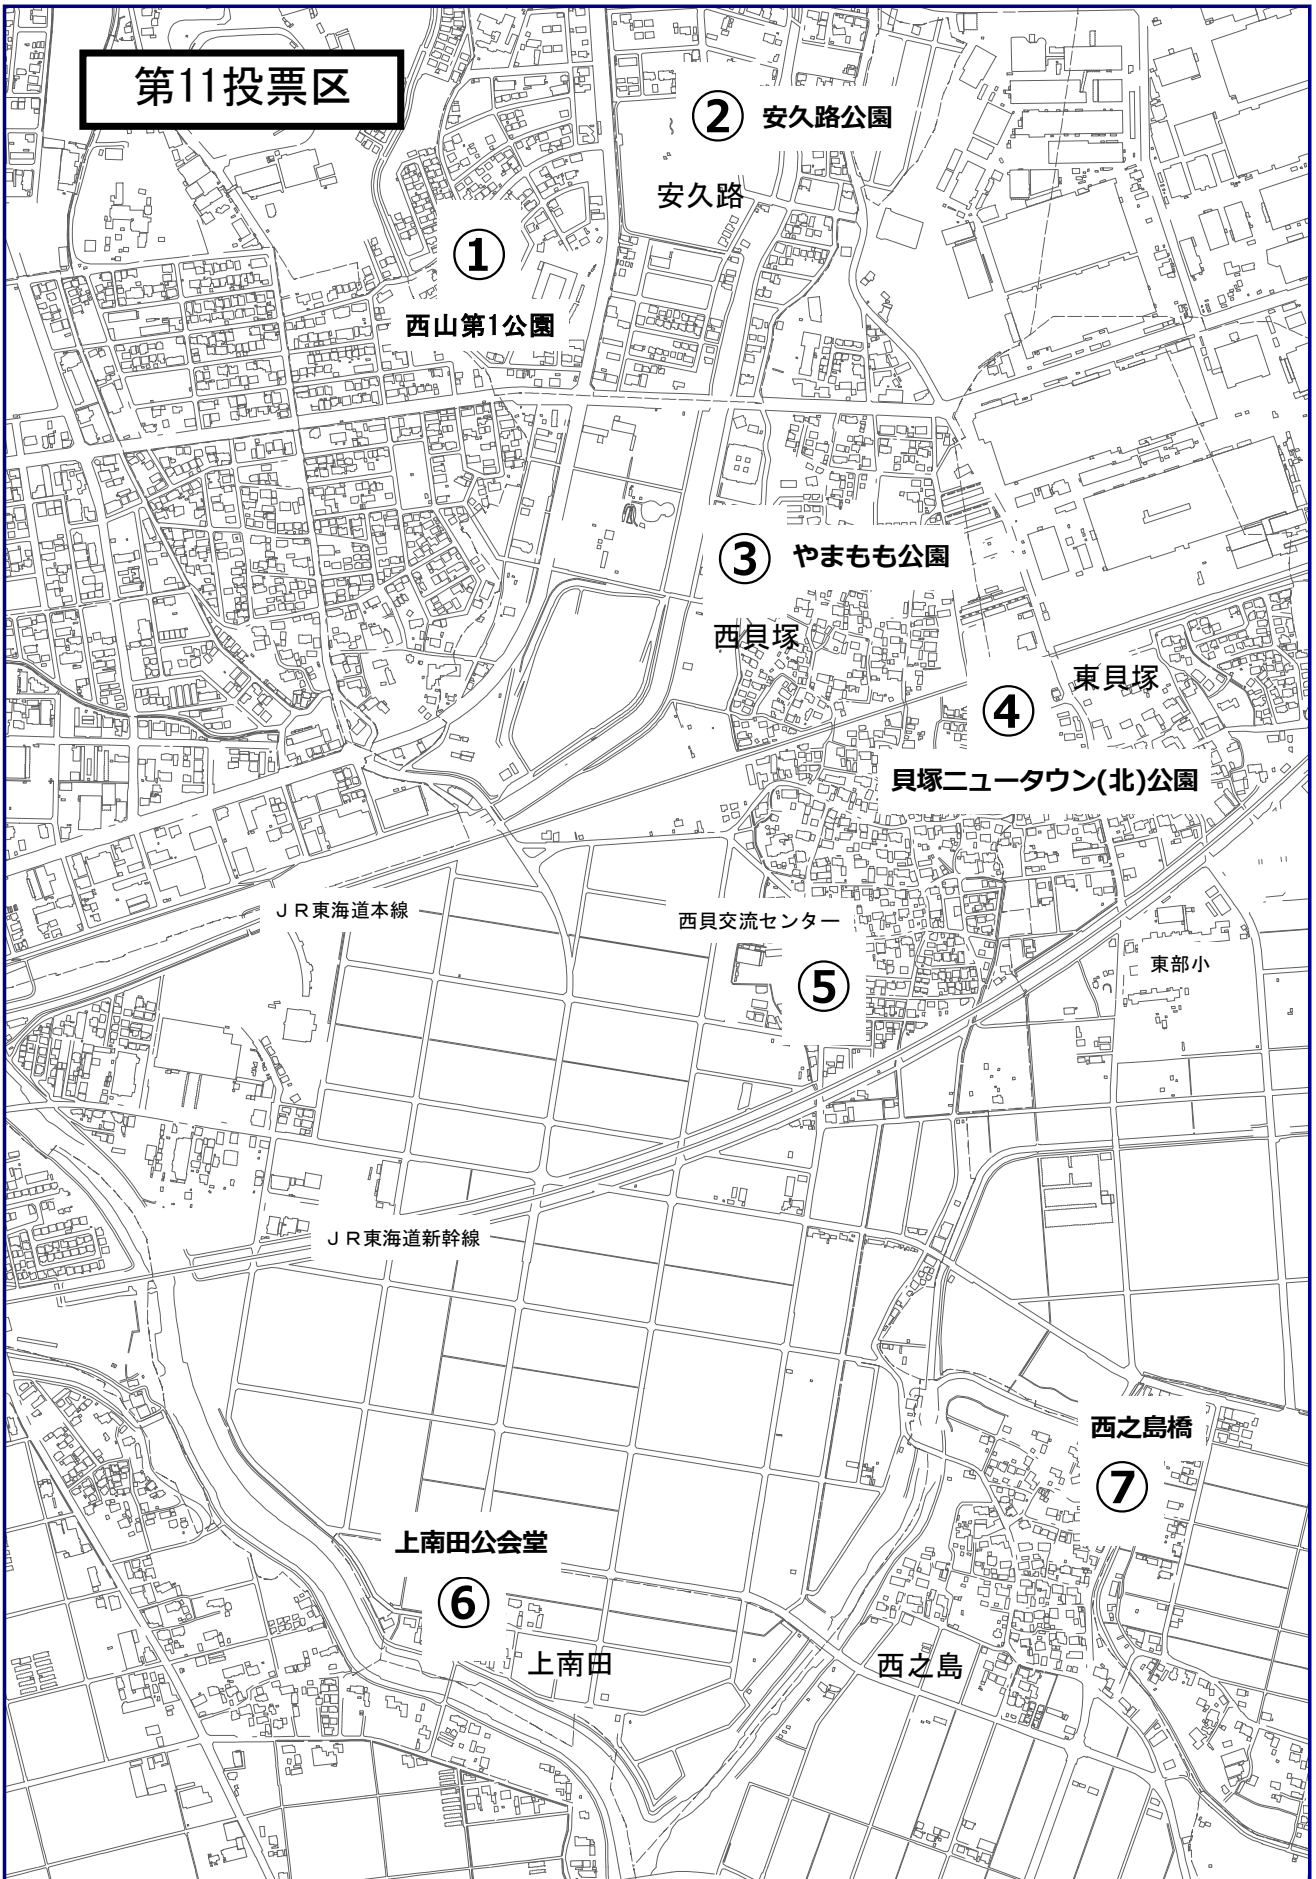 第11投票区
② 安久路公園
安久路
①
西山第1公園
③ やまもも公園
西貝塚
東貝塚
④
貝塚ニュータウン(北)公園
ＪＲ東海道本線
西貝交流センター
東部小
⑤
ＪＲ東海道新幹線
西之島橋
⑦
上南田公会堂
⑥
上南田
西之島